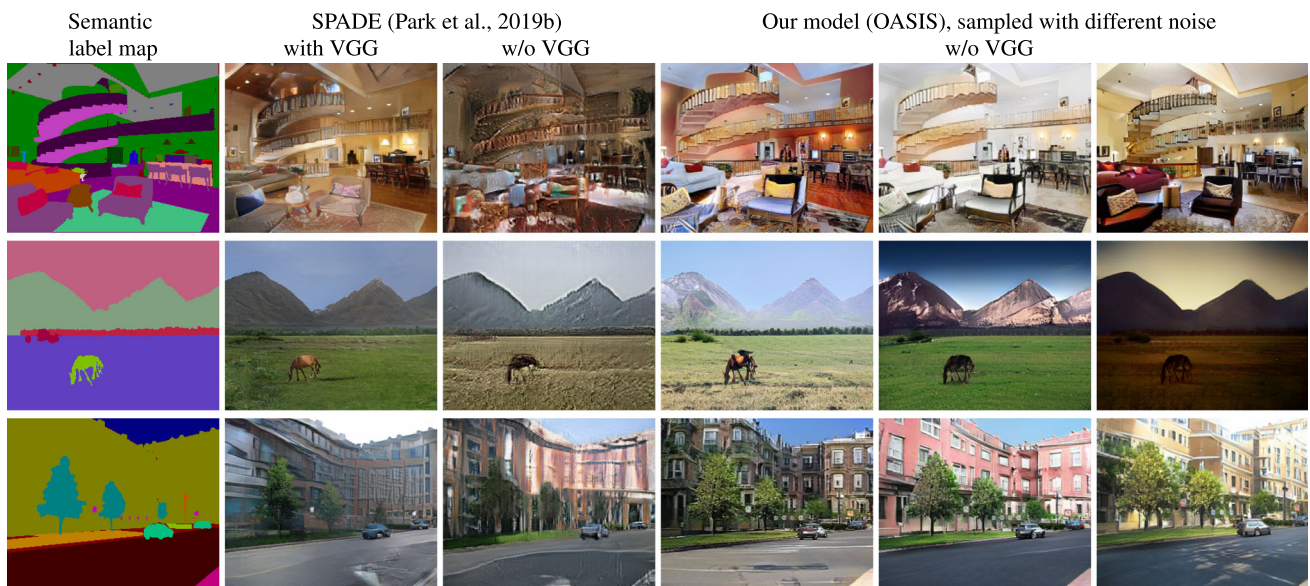 Semantic
label map
SPADE (Park et al., 2019b)
with VGG
w/o VGG
Our model (OASIS), sampled with different noise
w/o VGG